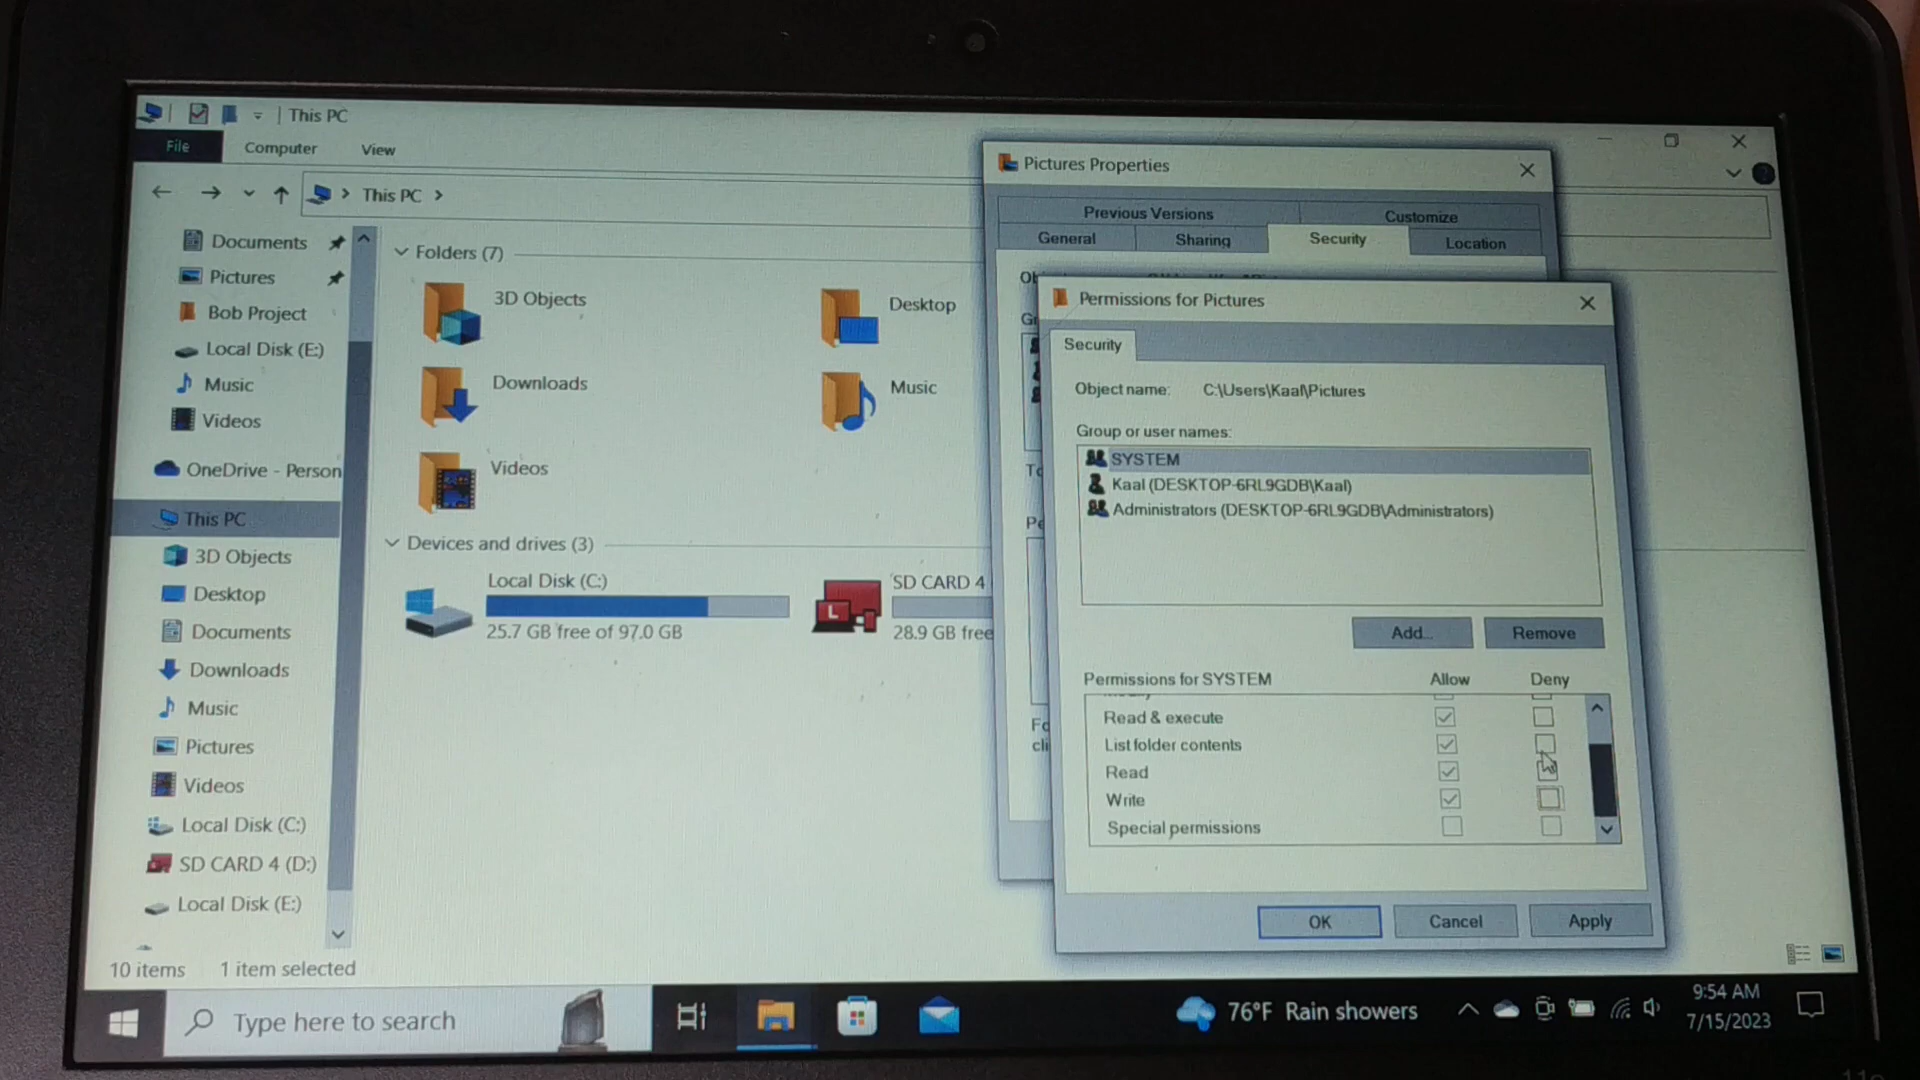 This PC
File
Computer
View
This PC
Documents
Pictures
Bob Project
Local Disk (E:)
Music
Videos
OneDrive - Person
This PC
3D Objects
Desktop
Documents
Downloads
Music
Pictures
Videos
Local Disk (C:)
SD CARD 4 (D:)
Local Disk (E:)
10 items
1 item selected
Folders (7)
3D Objects
Desktop
Downloads
Music
Videos
Devices and drives (3)
Local Disk (C:)
25.7 GB free of 97.0 GB
L
SD CARD 4
28.9 GB free
Pictures Properties
Previous Versions
Customize
General
Sharing
Security
Location
Permissions for Pictures
Security
Object name: C:\Users\Kaal\Pictures
Group or user names:
SYSTEM
Kaal (DESKTOP-6RL9GDB\Kaal)
Administrators (DESKTOP-6RL9GDB\Administrators)
Add...
Remove
Permissions for SYSTEM
Allow
Deny
Read & execute
List folder contents
Read
Write
Special permissions
OK
Cancel
Apply
Type here to search
76°F Rain showers
9:54 AM
7/15/2023